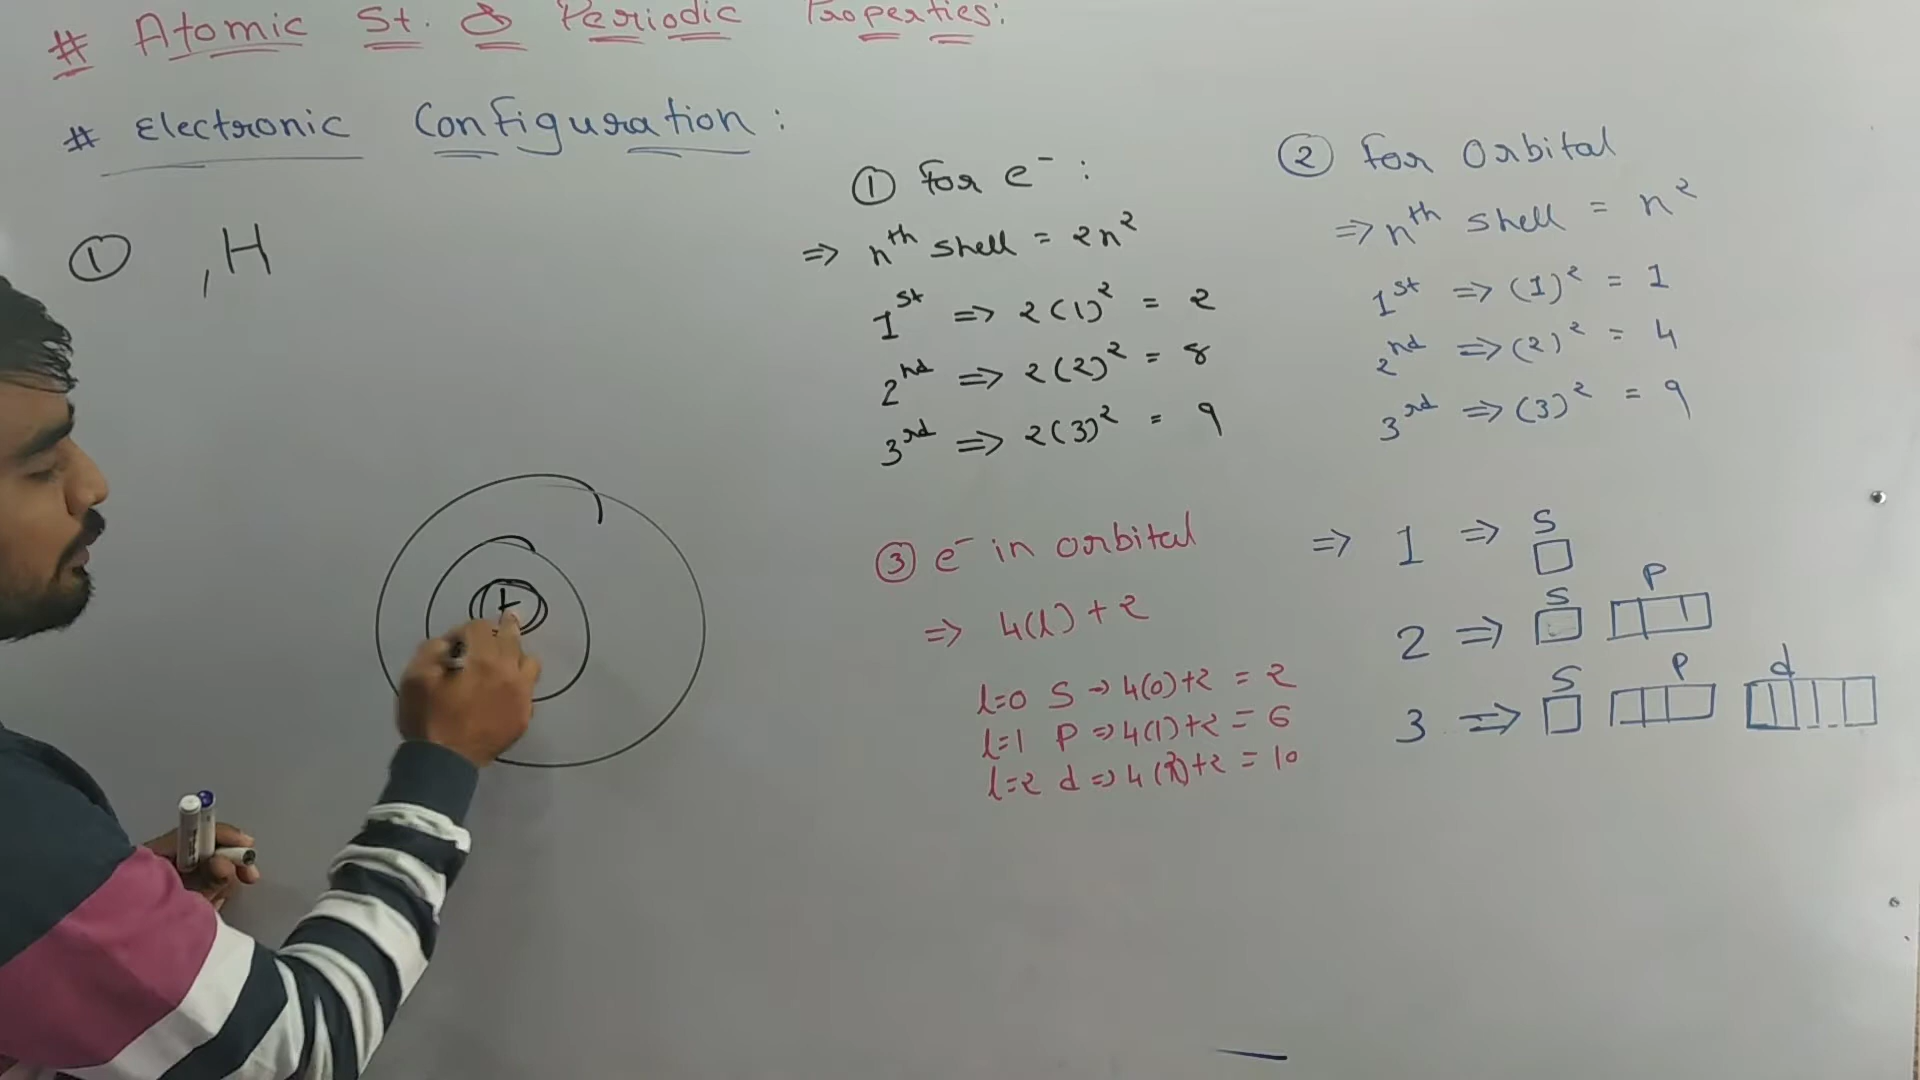 # Atomic St. & Periodic Properties:
# Electronic Configuration:
① ₁H
+
① For e⁻ :
⇒ nᵗʰ shell = 2n²
1ˢᵗ ⇒ 2(1)² = 2
2ⁿᵈ ⇒ 2(2)² = 8
3ʳᵈ ⇒ 2(3)² = 9
② For Orbital
⇒ nᵗʰ shell = n²
1ˢᵗ ⇒ (1)² = 1
2ⁿᵈ ⇒ (2)² = 4
3ʳᵈ ⇒ (3)² = 9
③ e⁻ in orbital
⇒ 4(l) + 2
l=0 S → 4(0)+2 = 2
l=1 P ⇒ 4(1)+2 = 6
l=2 d ⇒ 4(2)+2 = 10
⇒ 1 ⇒ S
2 ⇒ S P
3 ⇒ S P d